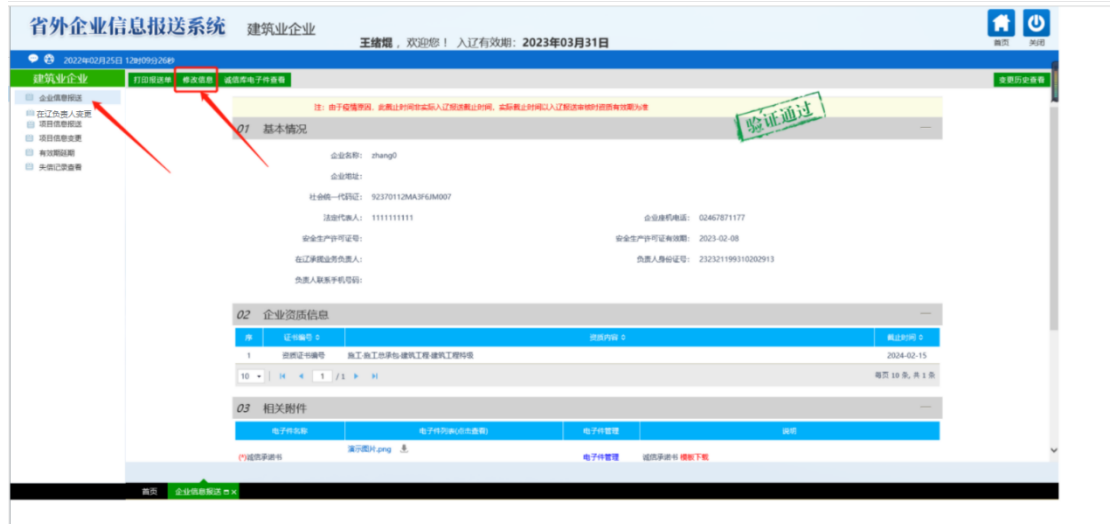 省外企业信息报送系统 建筑业企业
王绪焜，欢迎您！ 入辽有效期：2023年03月31日
首页 关闭
2022年02月25日 12时09分26秒
建筑业企业 打印报送单 修改信息 诚信库电子件查看 变更历史查看
企业信息报送
在辽负责人变更
项目信息报送
项目信息变更
有效期延期
失信记录查看
注：由于疫情原因，此截止时间非实际入辽报送截止时间，实际截止时间以入辽报送审核时资质有效期为准
验证通过
01 基本情况
企业名称： zhang0
企业地址：
社会统一代码证： 92370112MA3F6JM007
法定代表人： 1111111111 企业座机电话： 02467871177
安全生产许可证号： 安全生产许可证有效期： 2023-02-08
在辽承揽业务负责人： 负责人身份证号： 232321199310202913
负责人联系手机号码：
02 企业资质信息
序 证书编号 资质内容 截止时间
1 资质证书编号 施工-施工总承包-建筑工程-建筑工程特级 2024-02-15
10 1 /1 每页 10 条, 共 1 条
03 相关附件
电子件名称 电子件列表(点击查看) 电子件管理 说明
(*)诚信承诺书 演示图片.png 电子件管理 诚信承诺书 模板下载
首页 企业信息报送